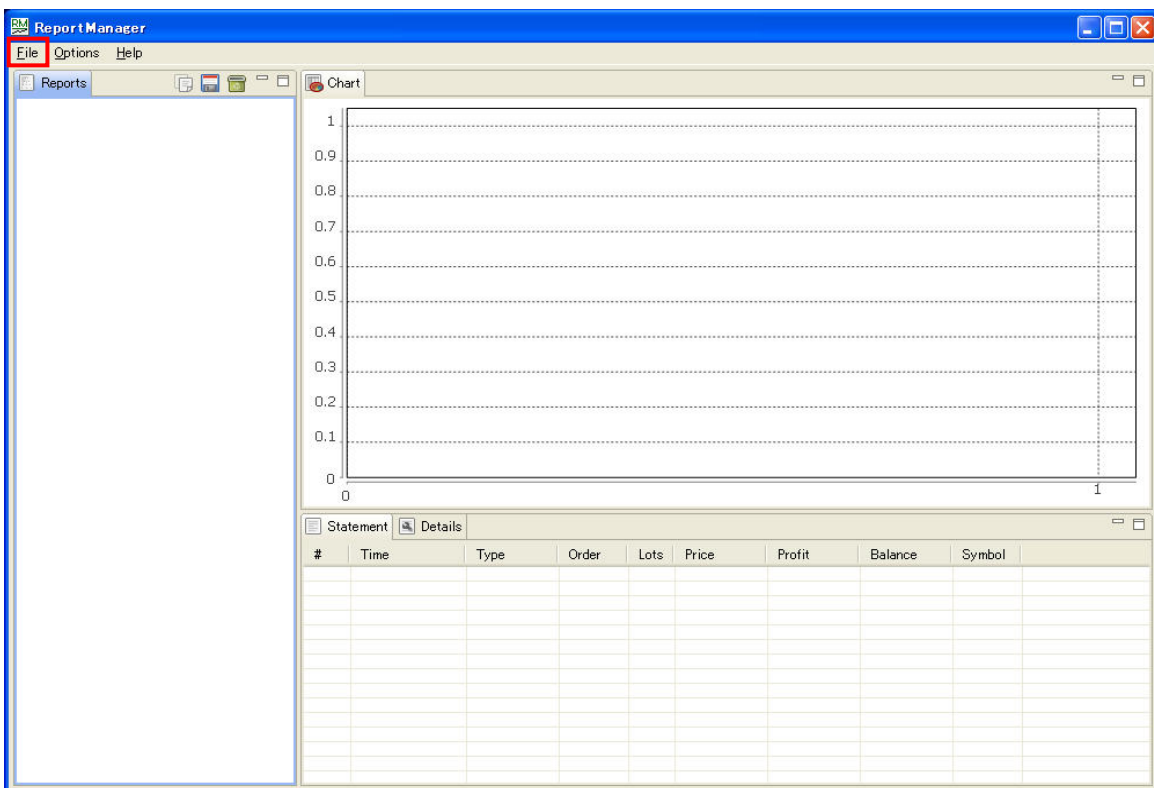 RM ReportManager
File Options Help
Reports
Chart
1
0.9
0.8
0.7
0.6
0.5
0.4
0.3
0.2
0.1
0
0 1
Statement Details
# Time Type Order Lots Price Profit Balance Symbol